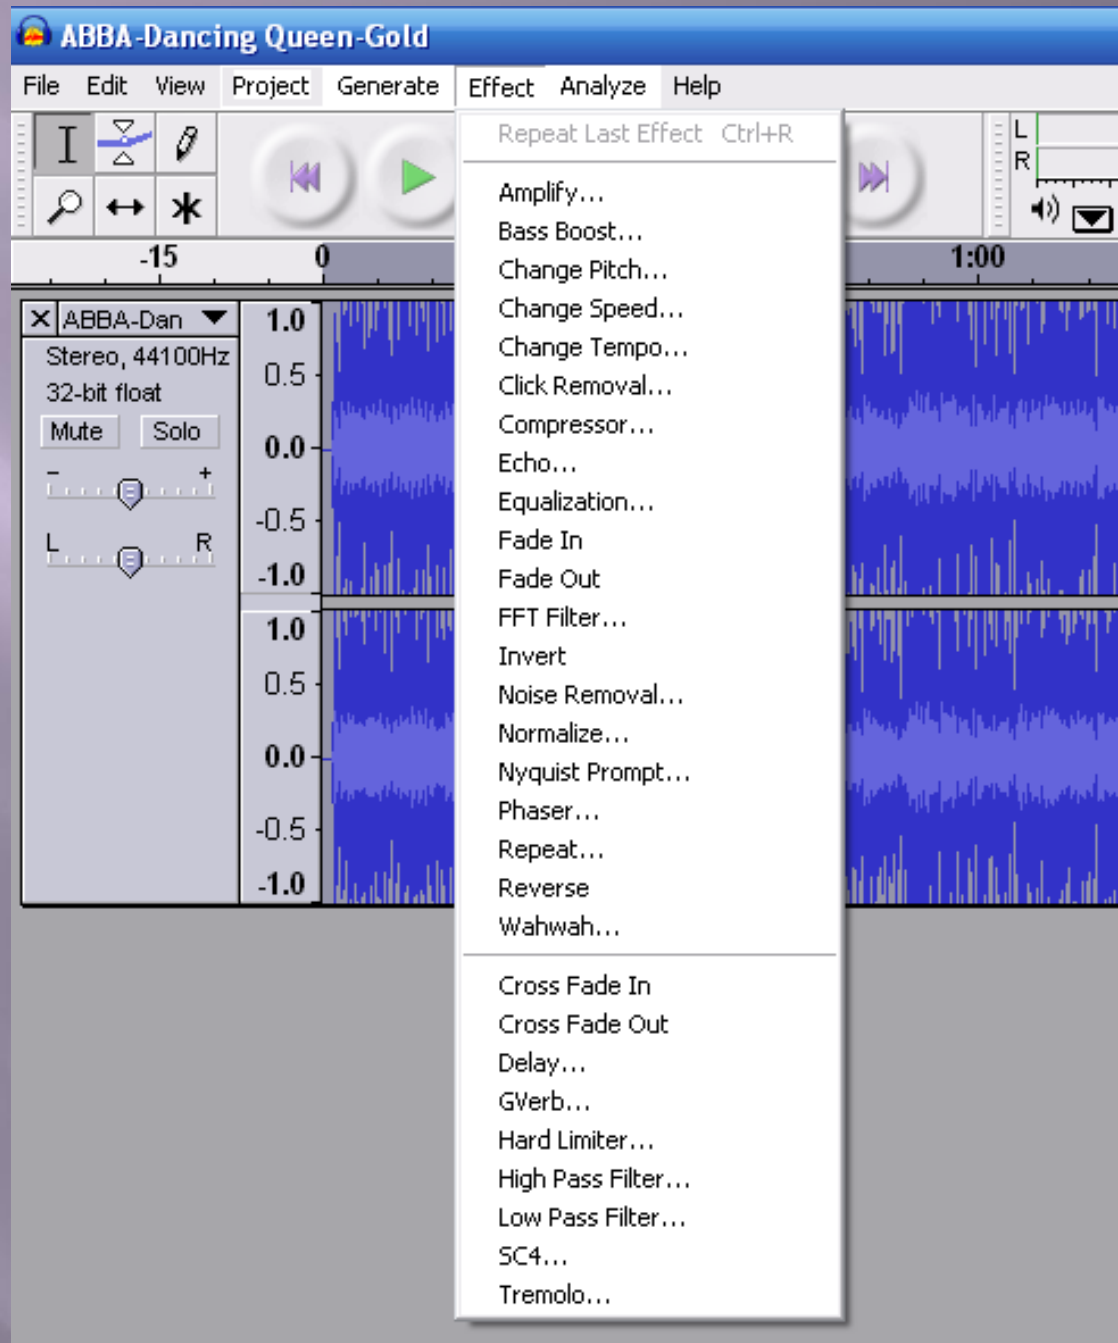 ABBA-Dancing Queen-Gold
File Edit View Project Generate Effect Analyze Help
Repeat Last Effect Ctrl+R
L
R
Amplify...
Bass Boost...
-15 0 1:00
Change Pitch...
Change Speed...
Change Tempo...
Click Removal...
Compressor...
Echo...
Equalization...
Fade In
Fade Out
FFT Filter...
Invert
Noise Removal...
Normalize...
Nyquist Prompt...
Phaser...
Repeat...
Reverse
Wahwah...
Cross Fade In
Cross Fade Out
Delay...
GVerb...
Hard Limiter...
High Pass Filter...
Low Pass Filter...
SC4...
Tremolo...
X ABBA-Dan
Stereo, 44100Hz
32-bit float
Mute Solo
- +
L R
1.0
0.5
0.0
-0.5
-1.0
1.0
0.5
0.0
-0.5
-1.0